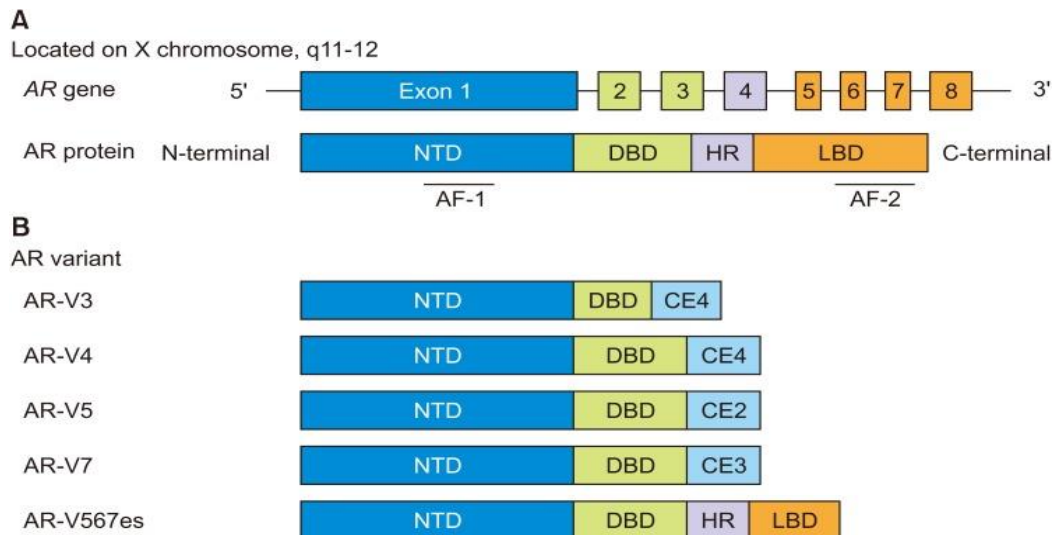 A
Located on X chromosome, q11-12
AR gene 5' Exon 1 2 3 4 5 6 7 8 3'
AR protein N-terminal NTD DBD HR LBD C-terminal
AF-1 AF-2
B
AR variant
AR-V3 NTD DBD CE4
AR-V4 NTD DBD CE4
AR-V5 NTD DBD CE2
AR-V7 NTD DBD CE3
AR-V567es NTD DBD HR LBD